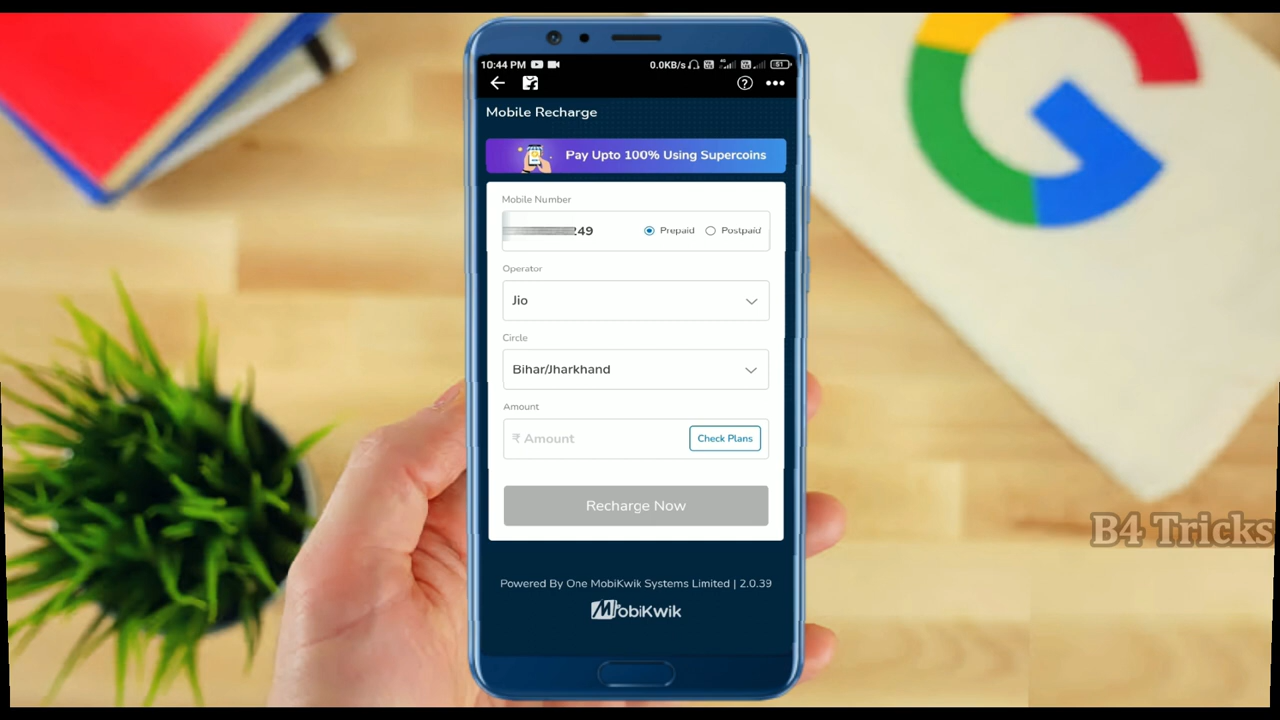 10:44 PM
0.0KB/s
51
Mobile Recharge
Pay Upto 100% Using Supercoins
Mobile Number
249
Prepaid
Postpaid
Operator
Jio
Circle
Bihar/Jharkhand
Amount
₹ Amount
Check Plans
Recharge Now
B4 Tricks
Powered By One MobiKwik Systems Limited | 2.0.39
MobiKwik